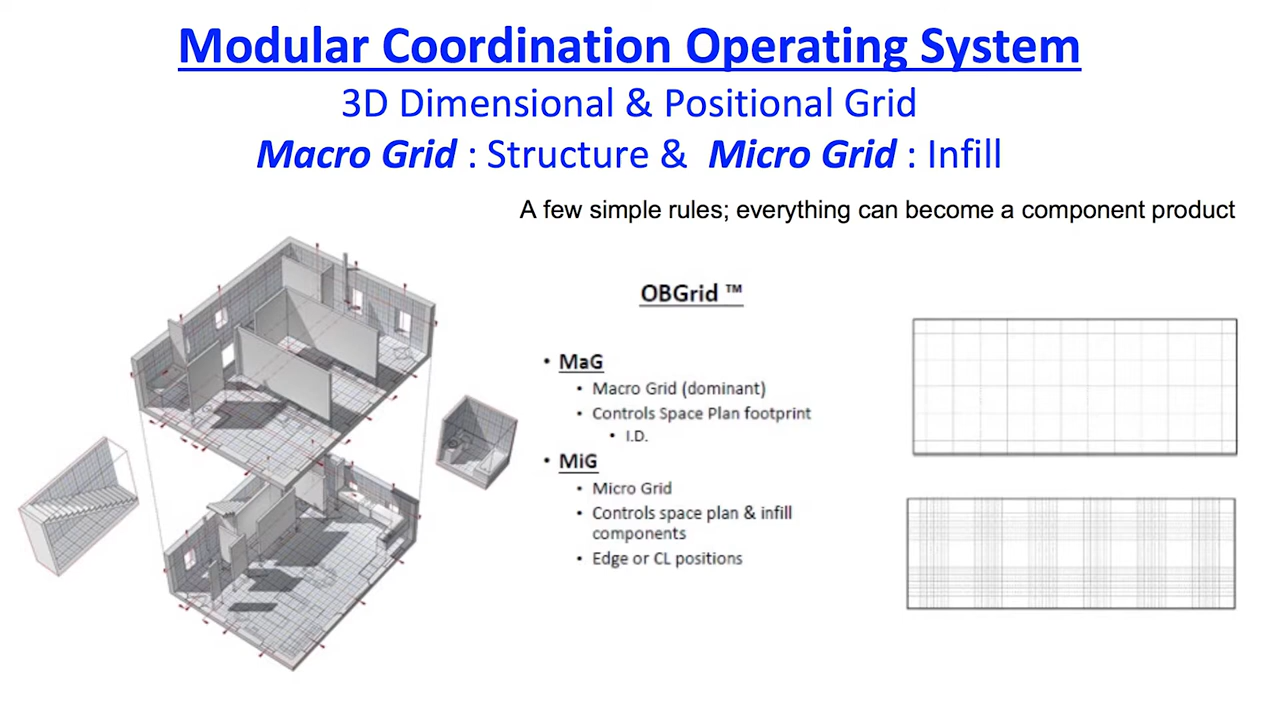 Modular Coordination Operating System
3D Dimensional & Positional Grid
Macro Grid : Structure & Micro Grid : Infill
A few simple rules; everything can become a component product
OBGrid ™
• MaG
• Macro Grid (dominant)
• Controls Space Plan footprint
• I.D.
• MiG
• Micro Grid
• Controls space plan & infill
components
• Edge or CL positions